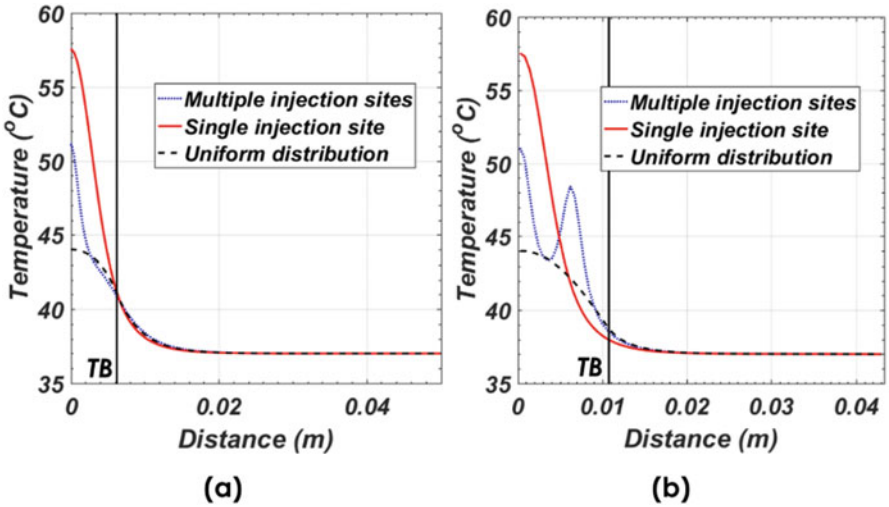 60
55
50
45
40
35
Temperature (°C)
Multiple injection sites
Single injection site
Uniform distribution
TB
0
0.02
0.04
Distance (m)
(a)
60
55
50
45
40
35
Temperature (°C)
Multiple injection sites
Single injection site
Uniform distribution
TB
0
0.01
0.02
0.03
0.04
Distance (m)
(b)